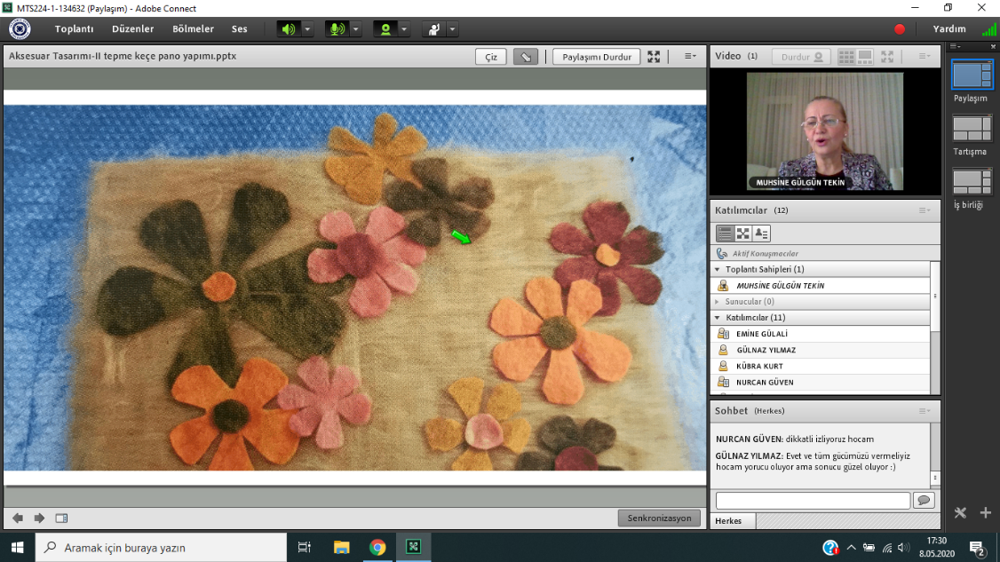 MTS224-1-134632 (Paylaşım) - Adobe Connect
Toplantı Düzenler Bölmeler Ses Yardım
Aksesuar Tasarımı-II tepme keçe pano yapımı.pptx
Çiz
Paylaşımı Durdur
Video (1)
Durdur
MUHSİNE GÜLGÜN TEKİN
Paylaşım
Tartışma
İş birliği
Katılımcılar (12)
Aktif Konuşmecılar
Toplantı Sahipleri (1)
MUHSİNE GÜLGÜN TEKİN
Sunucular (0)
Katılımcılar (11)
EMİNE GÜLALİ
GÜLNAZ YILMAZ
KÜBRA KURT
NURCAN GÜVEN
Sohbet (Herkes)
NURCAN GÜVEN: dikkatli izliyoruz hocam
GÜLNAZ YILMAZ: Evet ve tüm gücümüzü vermeliyiz
hocam yorucu oluyor ama sonucu güzel oluyor :)
Herkes
Senkronizasyon
Aramak için buraya yazın
17:30
8.05.2020
2